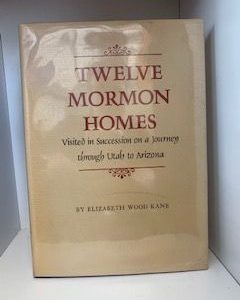 TWELVE
MORMON
HOMES
Visited in Succession on a Journey
through Utah to Arizona
BY ELIZABETH WOOD KANE